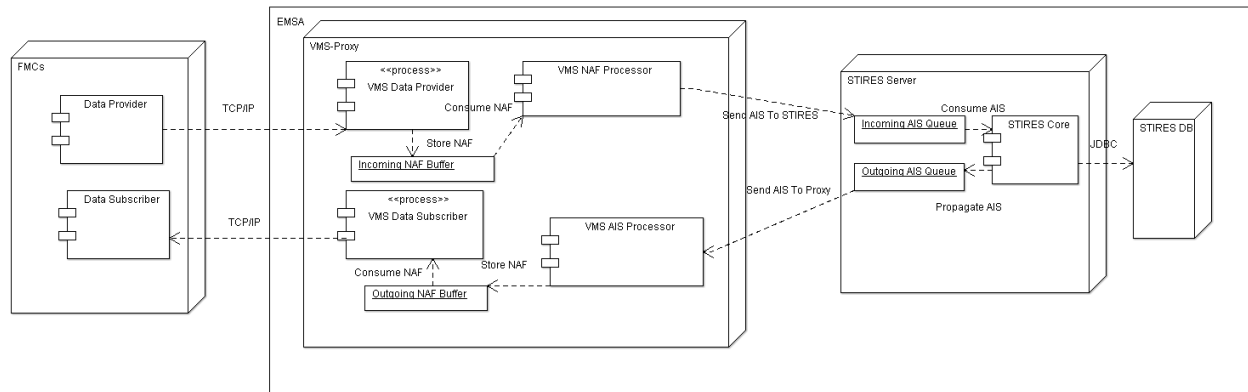 EMSA
VMS-Proxy
FMCs
<<process>>
VMS Data Provider
VMS NAF Processor
STIRES Server
Data Provider
TCP/IP
Consume NAF
Send AIS To STIRES
Consume AIS
Incoming AIS Queue
STIRES Core
STIRES DB
Store NAF
JDBC
Incoming NAF Buffer
Outgoing AIS Queue
Data Subscriber
<<process>>
VMS Data Subscriber
Send AIS To Proxy
Propagate AIS
TCP/IP
VMS AIS Processor
Consume NAF
Store NAF
Outgoing NAF Buffer